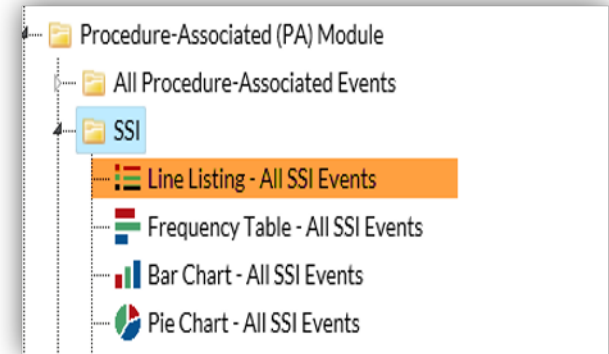 Procedure-Associated (PA) Module
All Procedure-Associated Events
SSI
Line Listing - All SSI Events
Frequency Table - All SSI Events
Bar Chart - All SSI Events
Pie Chart - All SSI Events